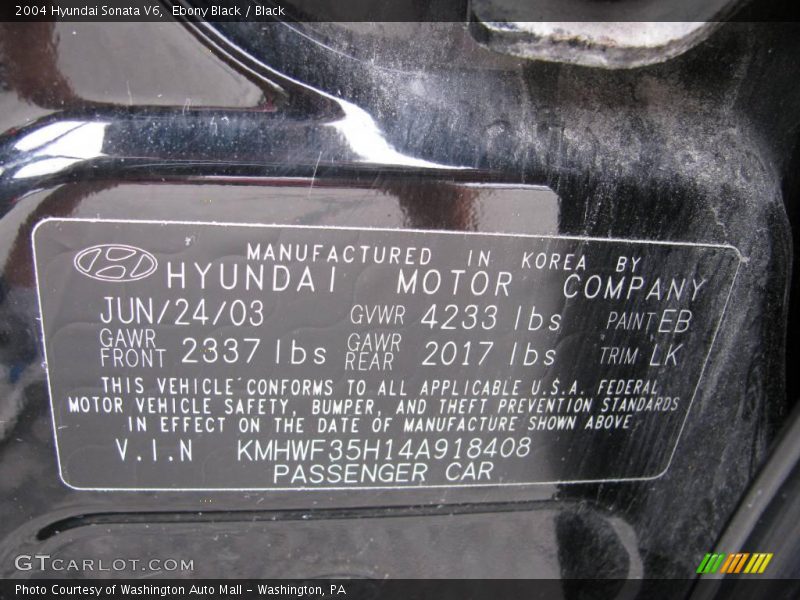 2004 Hyundai Sonata V6,  Ebony Black / Black
MANUFACTURED IN KOREA BY
HYUNDAI MOTOR COMPANY
JUN/24/03 GVWR 4233 lbs PAINT EB
GAWR FRONT 2337 lbs GAWR REAR 2017 lbs TRIM LK
THIS VEHICLE CONFORMS TO ALL APPLICABLE U.S.A. FEDERAL
MOTOR VEHICLE SAFETY, BUMPER, AND THEFT PREVENTION STANDARDS
IN EFFECT ON THE DATE OF MANUFACTURE SHOWN ABOVE
V.I.N KMHWF35H14A918408
PASSENGER CAR
GTCARLOT.COM
Photo Courtesy of Washington Auto Mall - Washington, PA